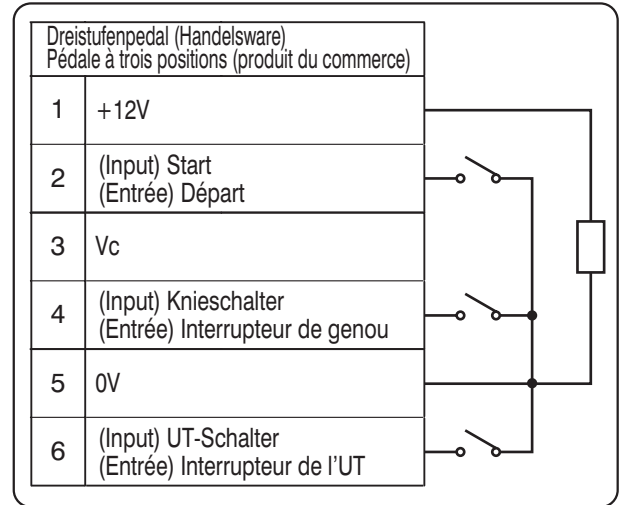 Dreistufenpedal (Handelsware)
Pédale à trois positions (produit du commerce)
1 +12V
2 (Input) Start
(Entrée) Départ
3 Vc
4 (Input) Knieschalter
(Entrée) Interrupteur de genou
5 0V
6 (Input) UT-Schalter
(Entrée) Interrupteur de l'UT